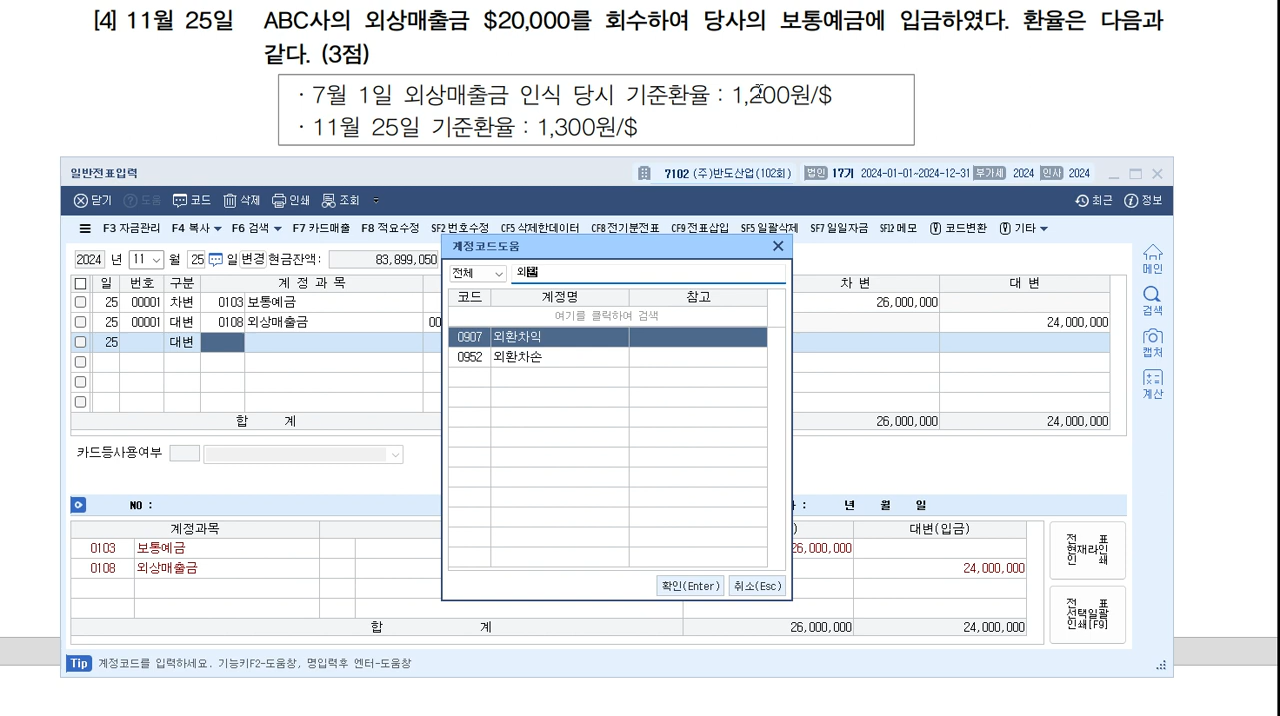 [4] 11월 25일 ABC사의 외상매출금 $20,000를 회수하여 당사의 보통예금에 입금하였다. 환율은 다음과
같다. (3점)
· 7월 1일 외상매출금 인식 당시 기준환율 : 1,200원/$
· 11월 25일 기준환율 : 1,300원/$
일반전표입력 7102 (주)반도산업(102회) 법인 17기 2024-01-01~2024-12-31 부가세 2024 인사 2024
닫기 도움 코드 삭제 인쇄 조회 최근 정보
F3 자금관리 F4 복사 F6 검색 F7 카드매출 F8 적요수정 SF2 번호수정 CF5 삭제한데이터 CF8 전기분전표 CF9 전표삽입 SF5 일괄삭제 SF7 일일자금 SF12 메모 코드변환 기타
계정코드도움
2024 년 11 월 25 일 변경 현금잔액: 83,899,050
전체
일 번호 구분 계 정 과 목 차 변 대 변
25 00001 차변 0103 보통예금 26,000,000
25 00001 대변 0108 외상매출금 00 24,000,000
25 대변
합 계 26,000,000 24,000,000
코드 계정명 참고
여기를 클릭하여 검색
0907 외환차익
0952 외환차손
확인(Enter) 취소(Esc)
메인
검색
캡처
계산
카드등사용여부
NO : : 년 월 일
계정과목 대변(입금)
0103 보통예금 26,000,000
0108 외상매출금 24,000,000
합 계 26,000,000 24,000,000
전 표
현재라인
인 쇄
전 표
선택일괄
인쇄[F9]
Tip 계정코드를 입력하세요. 기능키F2-도움창, 명입력후 엔터-도움창